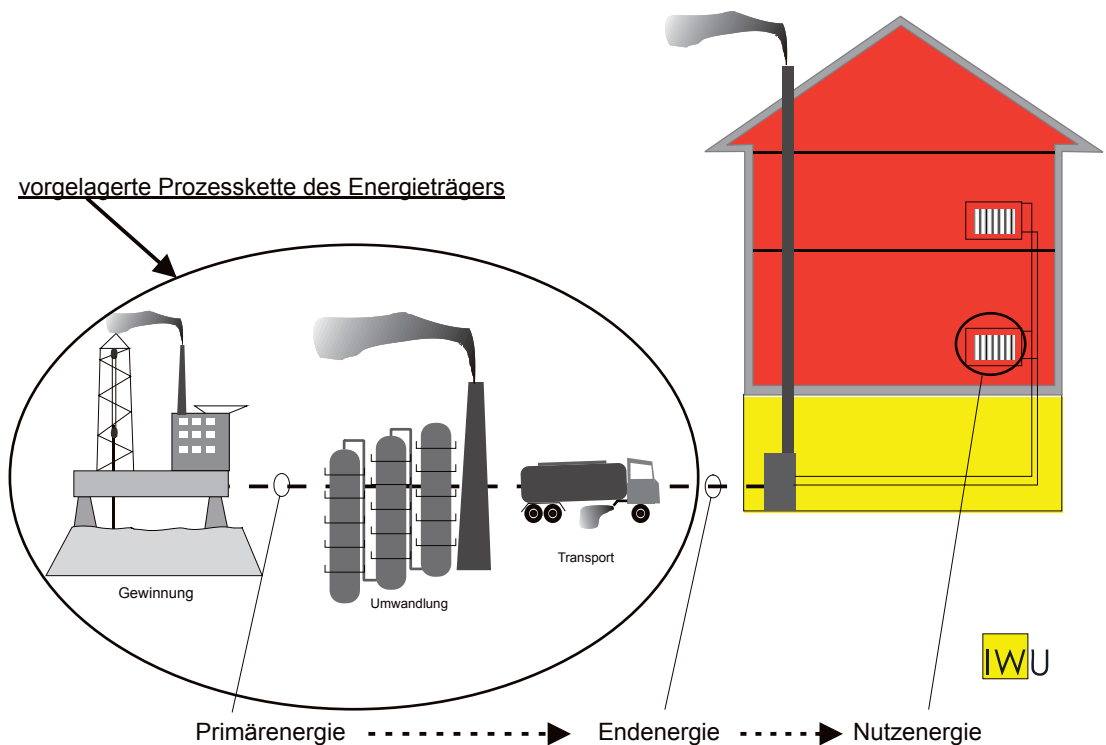 vorgelagerte Prozesskette des Energieträgers
Gewinnung
Umwandlung
Transport
IWU
Primärenergie
Endenergie
Nutzenergie